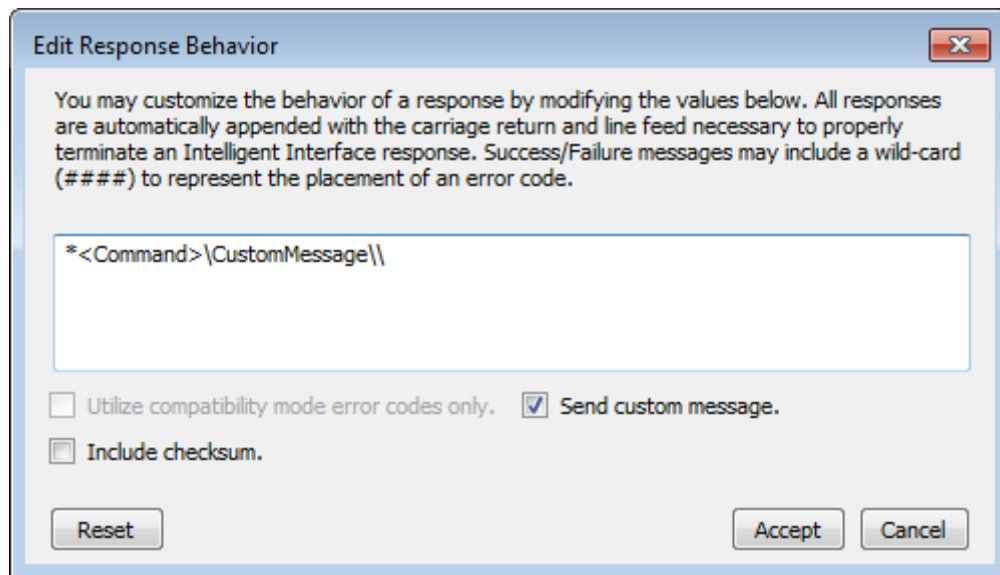 Edit Response Behavior
You may customize the behavior of a response by modifying the values below. All responses
are automatically appended with the carriage return and line feed necessary to properly
terminate an Intelligent Interface response. Success/Failure messages may include a wild-card
(####) to represent the placement of an error code.
*<Command>\CustomMessage\\
Utilize compatibility mode error codes only. Send custom message.
Include checksum.
Reset Accept Cancel